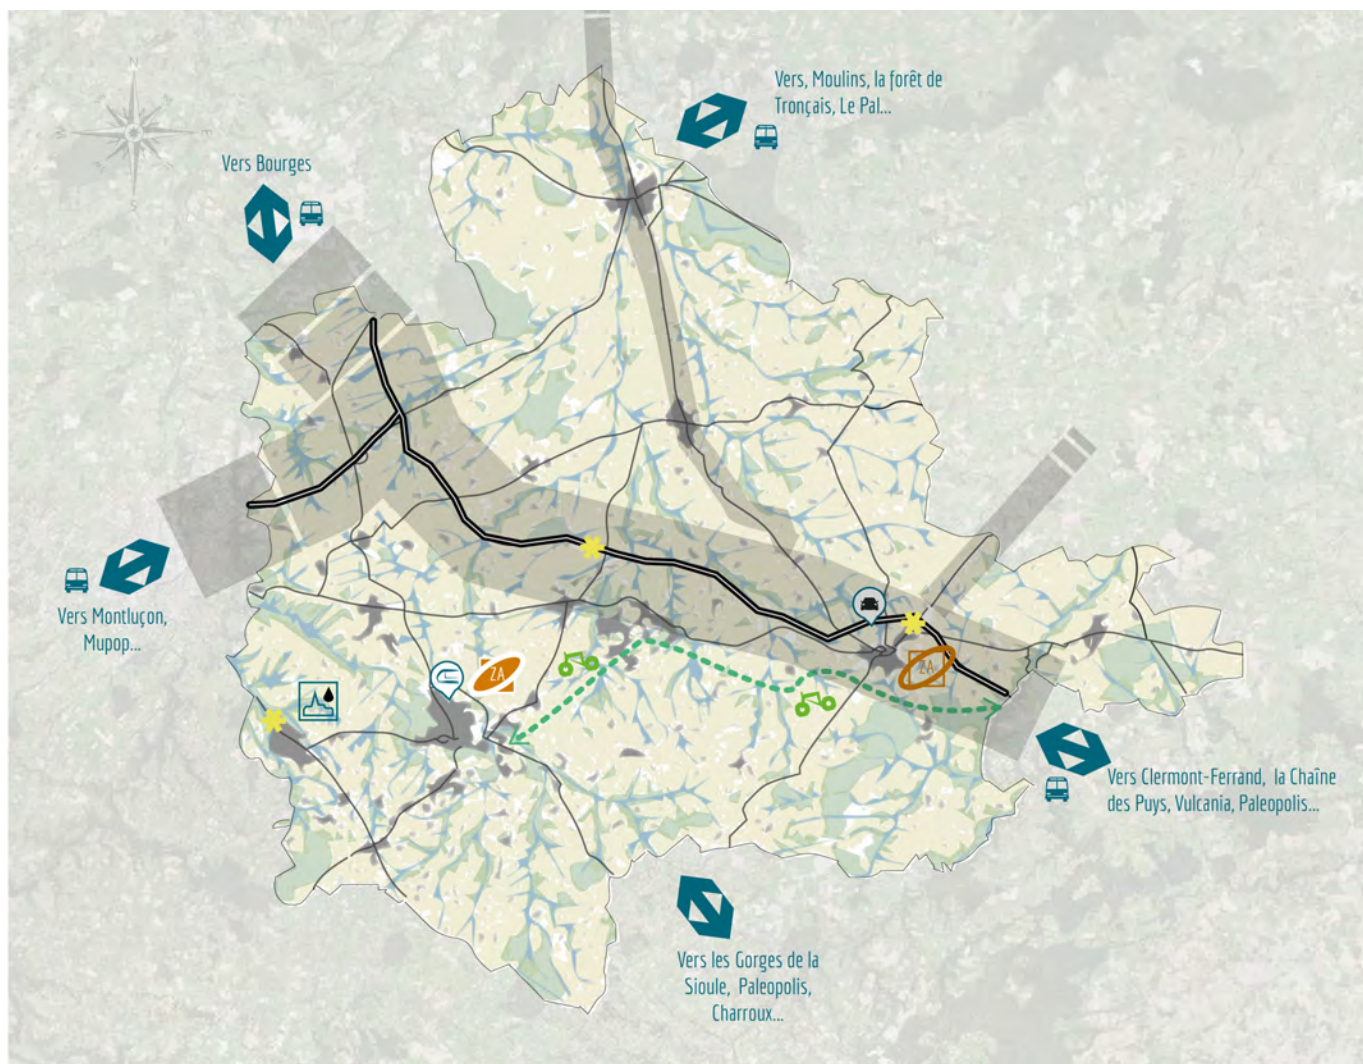 Vers, Moulins, la forêt de
Tronçais, Le Pal...
N
Vers Bourges
E
S
Vers Montluçon,
Mupop...
ZA
ZA
Vers Clermont-Ferrand, la Chaîne
des Puys, Vulcania, Paleopolis...
Vers les Gorges de la
Sioule, Paleopolis,
Charroux...